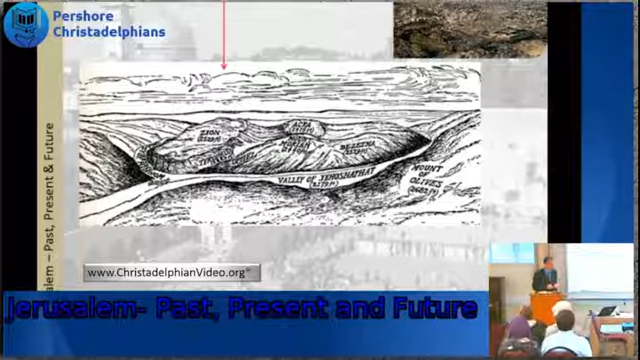 Pershore
Christadelphians
ZION
ACRA
MORIAH
BEZETHA
VALLEY OF JEHOSHAPHAT
MOUNT
OF
OLIVES
alem – Past, Present & Future
www.ChristadelphianVideo.org
Jerusalem- Past, Present and Future